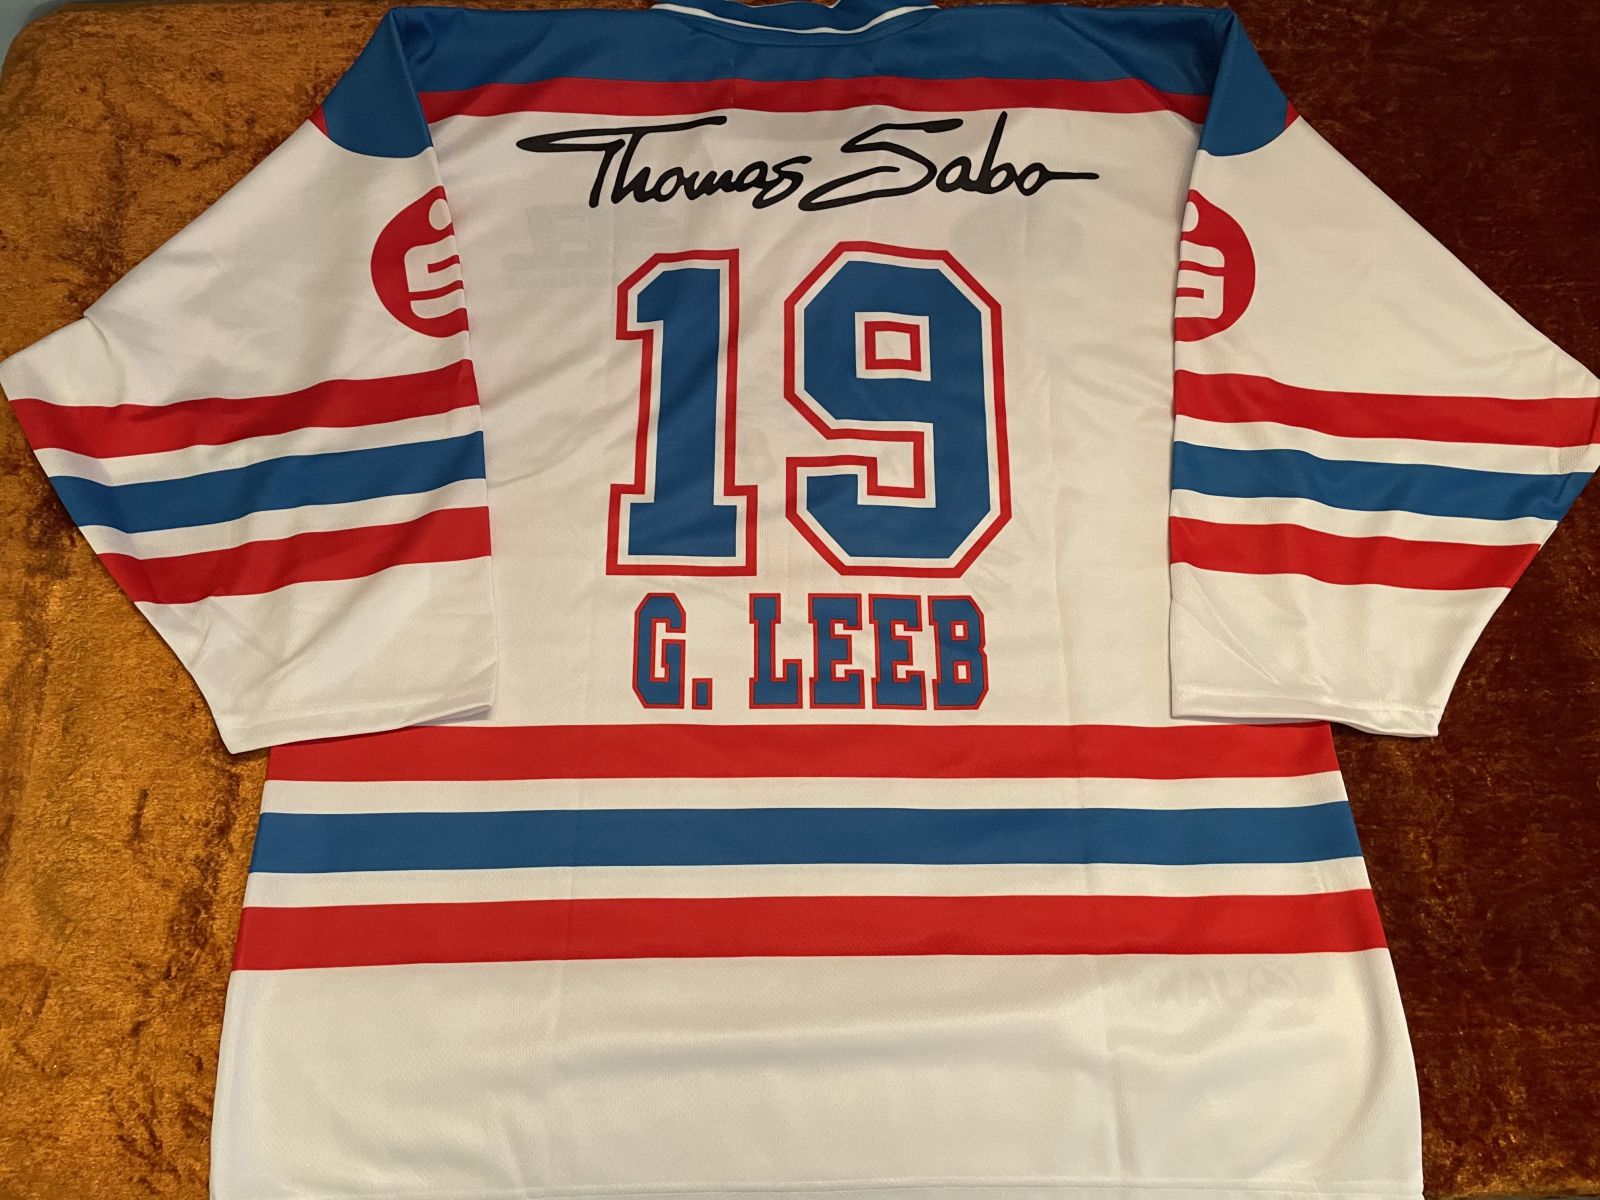 Thomas Sabo
19
G. LEEB